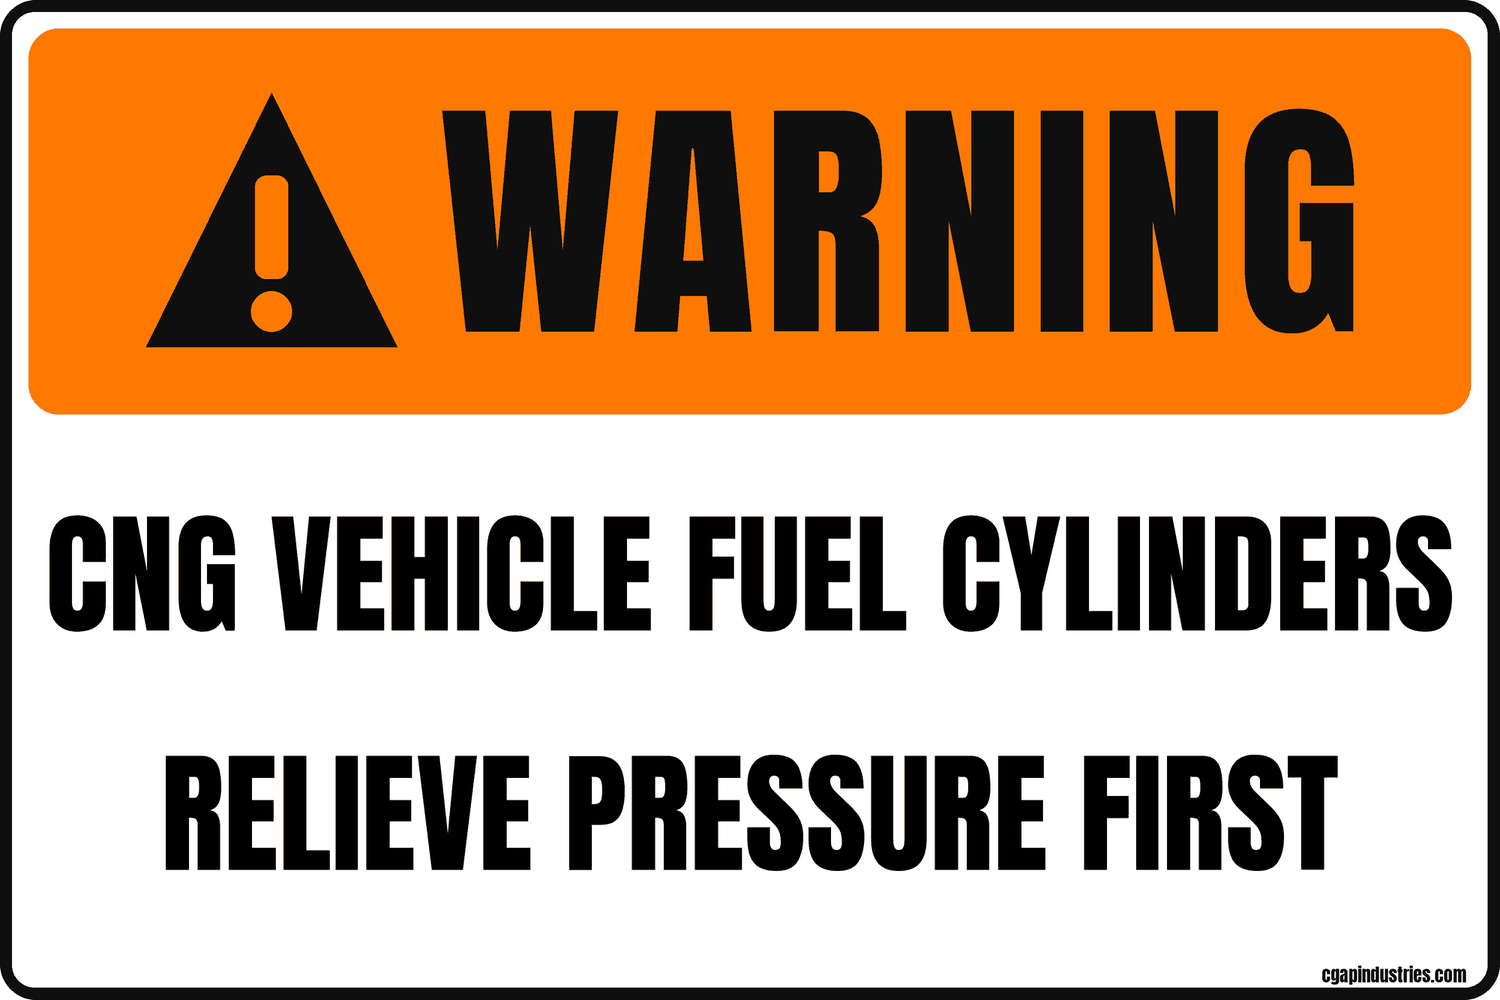 WARNING
CNG VEHICLE FUEL CYLINDERS
RELIEVE PRESSURE FIRST
cgapindustries.com